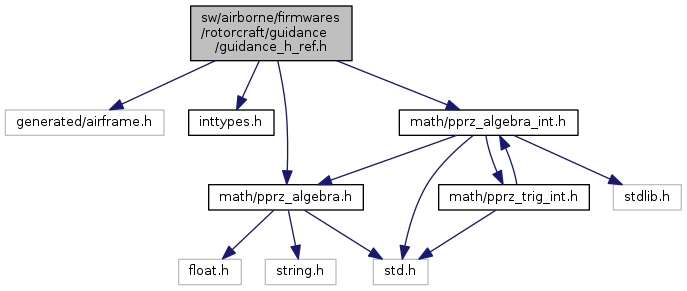 sw/airborne/firmwares
/rotorcraft/guidance
/guidance_h_ref.h
generated/airframe.h
inttypes.h
math/pprz_algebra_int.h
math/pprz_algebra.h
math/pprz_trig_int.h
stdlib.h
float.h
string.h
std.h